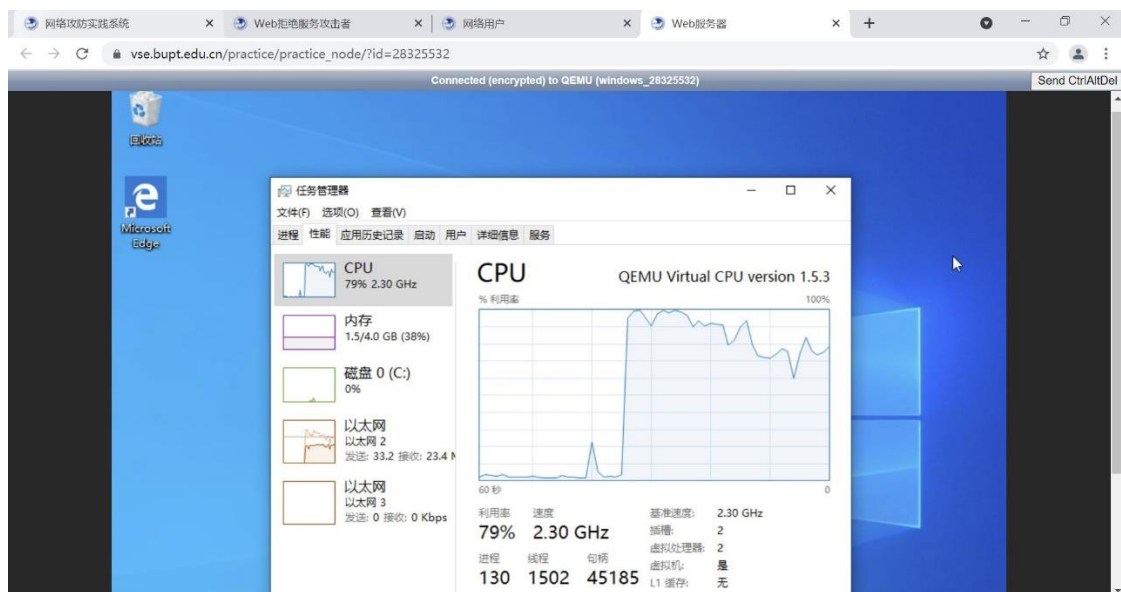 网络攻防实践系统
Web拒绝服务攻击者
网络用户
Web服务器
vse.bupt.edu.cn/practice/practice_node/?id=28325532
Connected (encrypted) to QEMU (windows_28325532)
Send CtrlAltDel
回收站
Microsoft
Edge
任务管理器
文件(F) 选项(O) 查看(V)
进程 性能 应用历史记录 启动 用户 详细信息 服务
CPU
79% 2.30 GHz
内存
1.5/4.0 GB (38%)
磁盘 0 (C:)
0%
以太网
以太网 2
发送: 33.2 接收: 23.4 M
以太网
以太网 3
发送: 0 接收: 0 Kbps
CPU
QEMU Virtual CPU version 1.5.3
% 利用率
100%
60 秒
0
利用率 速度
79% 2.30 GHz
进程 线程 句柄
130 1502 45185
基准速度: 2.30 GHz
插槽: 2
虚拟处理器: 2
虚拟机: 是
L1 缓存: 无